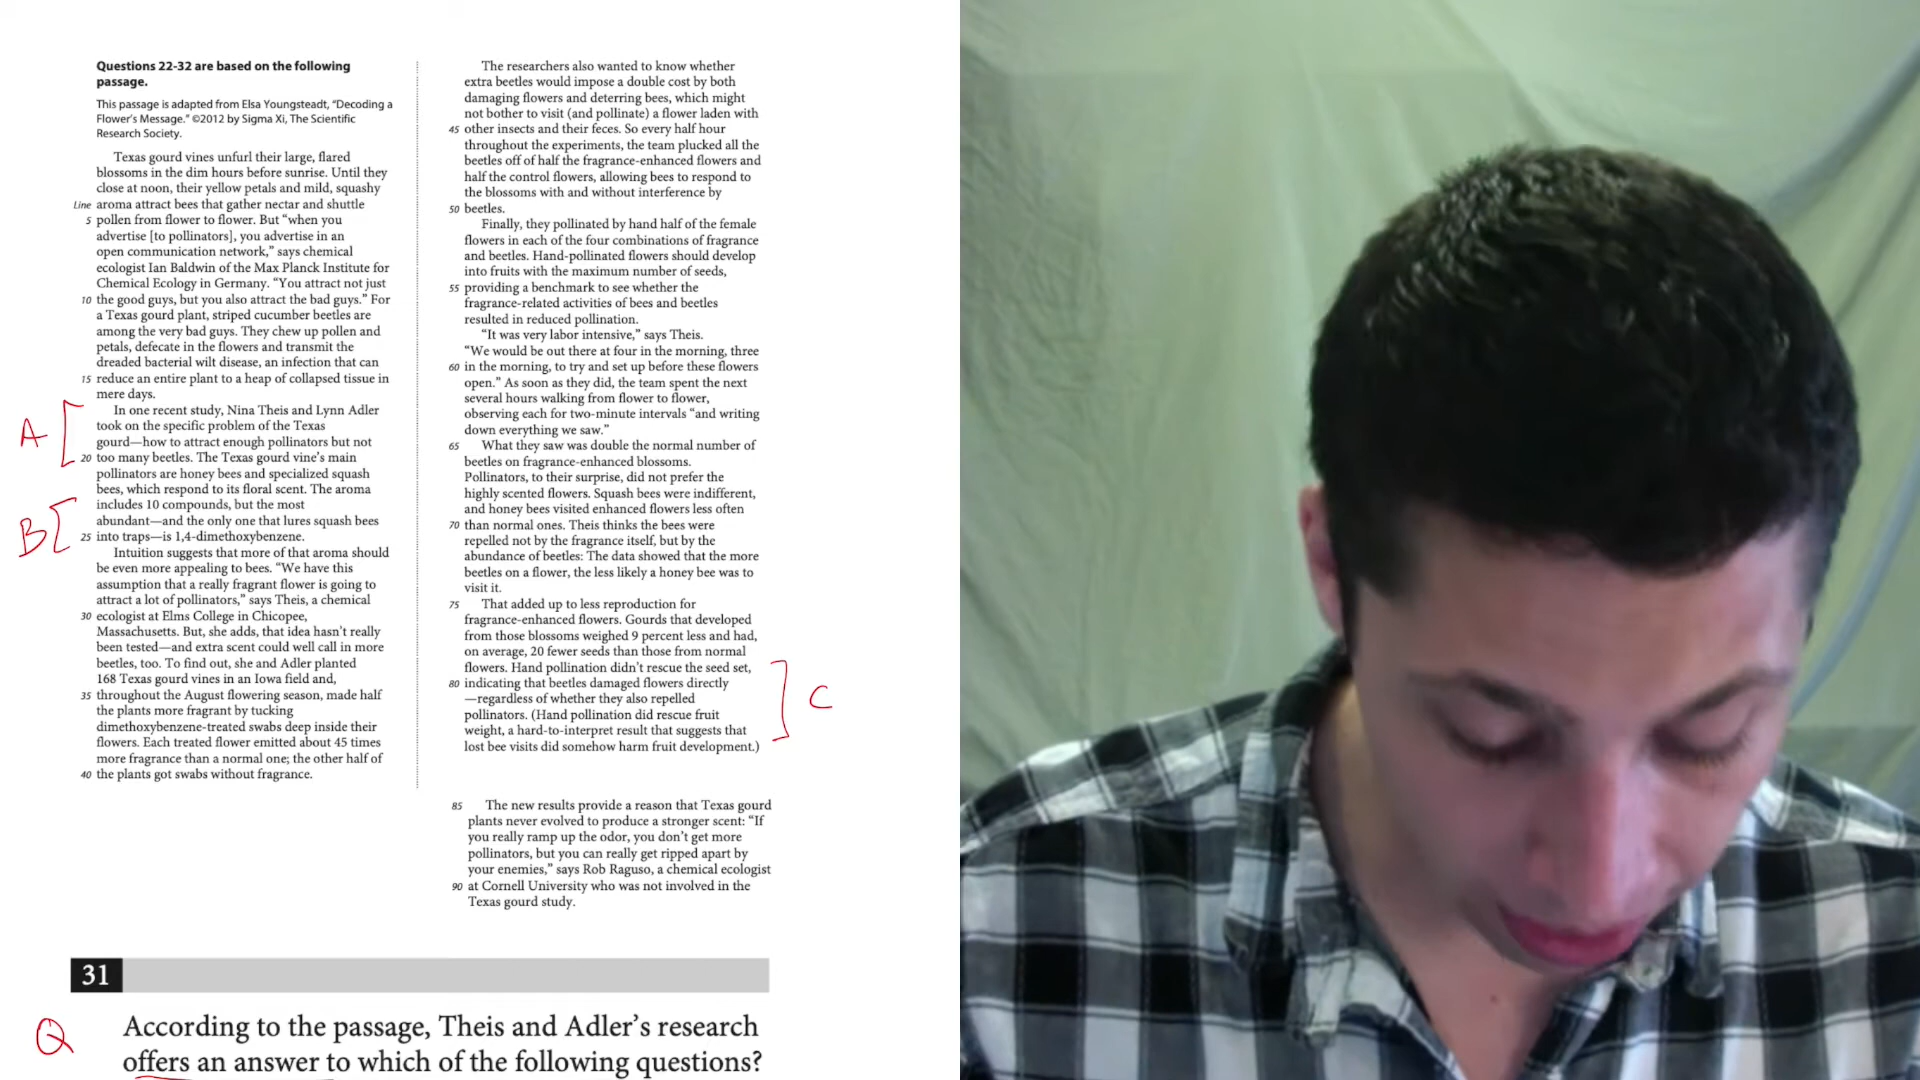 Questions 22-32 are based on the following
passage.
This passage is adapted from Elsa Youngsteadt, “Decoding a
Flower’s Message.” ©2012 by Sigma Xi, The Scientific
Research Society.
Texas gourd vines unfurl their large, flared
blossoms in the dim hours before sunrise. Until they
close at noon, their yellow petals and mild, squashy
Line aroma attract bees that gather nectar and shuttle
5 pollen from flower to flower. But “when you
advertise [to pollinators], you advertise in an
open communication network,” says chemical
ecologist Ian Baldwin of the Max Planck Institute for
Chemical Ecology in Germany. “You attract not just
10 the good guys, but you also attract the bad guys.” For
a Texas gourd plant, striped cucumber beetles are
among the very bad guys. They chew up pollen and
petals, defecate in the flowers and transmit the
dreaded bacterial wilt disease, an infection that can
15 reduce an entire plant to a heap of collapsed tissue in
mere days.
In one recent study, Nina Theis and Lynn Adler
took on the specific problem of the Texas
A gourd—how to attract enough pollinators but not
20 too many beetles. The Texas gourd vine’s main
pollinators are honey bees and specialized squash
bees, which respond to its floral scent. The aroma
includes 10 compounds, but the most
B abundant—and the only one that lures squash bees
25 into traps—is 1,4-dimethoxybenzene.
Intuition suggests that more of that aroma should
be even more appealing to bees. “We have this
assumption that a really fragrant flower is going to
attract a lot of pollinators,” says Theis, a chemical
30 ecologist at Elms College in Chicopee,
Massachusetts. But, she adds, that idea hasn’t really
been tested—and extra scent could well call in more
beetles, too. To find out, she and Adler planted
168 Texas gourd vines in an Iowa field and,
35 throughout the August flowering season, made half
the plants more fragrant by tucking
dimethoxybenzene-treated swabs deep inside their
flowers. Each treated flower emitted about 45 times
more fragrance than a normal one; the other half of
40 the plants got swabs without fragrance.
The researchers also wanted to know whether
extra beetles would impose a double cost by both
damaging flowers and deterring bees, which might
not bother to visit (and pollinate) a flower laden with
45 other insects and their feces. So every half hour
throughout the experiments, the team plucked all the
beetles off of half the fragrance-enhanced flowers and
half the control flowers, allowing bees to respond to
the blossoms with and without interference by
50 beetles.
Finally, they pollinated by hand half of the female
flowers in each of the four combinations of fragrance
and beetles. Hand-pollinated flowers should develop
into fruits with the maximum number of seeds,
55 providing a benchmark to see whether the
fragrance-related activities of bees and beetles
resulted in reduced pollination.
“It was very labor intensive,” says Theis.
“We would be out there at four in the morning, three
60 in the morning, to try and set up before these flowers
open.” As soon as they did, the team spent the next
several hours walking from flower to flower,
observing each for two-minute intervals “and writing
down everything we saw.”
65 What they saw was double the normal number of
beetles on fragrance-enhanced blossoms.
Pollinators, to their surprise, did not prefer the
highly scented flowers. Squash bees were indifferent,
and honey bees visited enhanced flowers less often
70 than normal ones. Theis thinks the bees were
repelled not by the fragrance itself, but by the
abundance of beetles: The data showed that the more
beetles on a flower, the less likely a honey bee was to
visit it.
75 That added up to less reproduction for
fragrance-enhanced flowers. Gourds that developed
from those blossoms weighed 9 percent less and had,
on average, 20 fewer seeds than those from normal
flowers. Hand pollination didn’t rescue the seed set,
80 indicating that beetles damaged flowers directly
—regardless of whether they also repelled C
pollinators. (Hand pollination did rescue fruit
weight, a hard-to-interpret result that suggests that
lost bee visits did somehow harm fruit development.)
85 The new results provide a reason that Texas gourd
plants never evolved to produce a stronger scent: “If
you really ramp up the odor, you don’t get more
pollinators, but you can really get ripped apart by
your enemies,” says Rob Raguso, a chemical ecologist
90 at Cornell University who was not involved in the
Texas gourd study.
31
Q According to the passage, Theis and Adler’s research
offers an answer to which of the following questions?